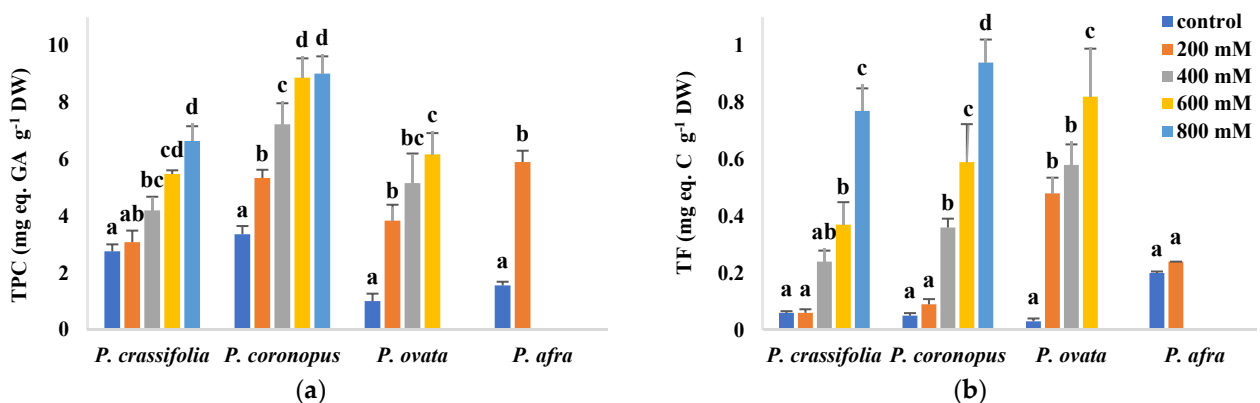 TPC (mg eq. GA g⁻¹ DW)
10
8
6
4
2
0
a
ab
bc
cd
d
a
b
c
d
d
a
b
bc
c
a
b
P. crassifolia P. coronopus P. ovata P. afra
(a)
TF (mg eq. C g⁻¹ DW)
1
0.8
0.6
0.4
0.2
0
a
a
ab
b
c
a
a
b
c
d
a
b
b
c
a
a
P. crassifolia P. coronopus P. ovata P. afra
(b)
control
200 mM
400 mM
600 mM
800 mM